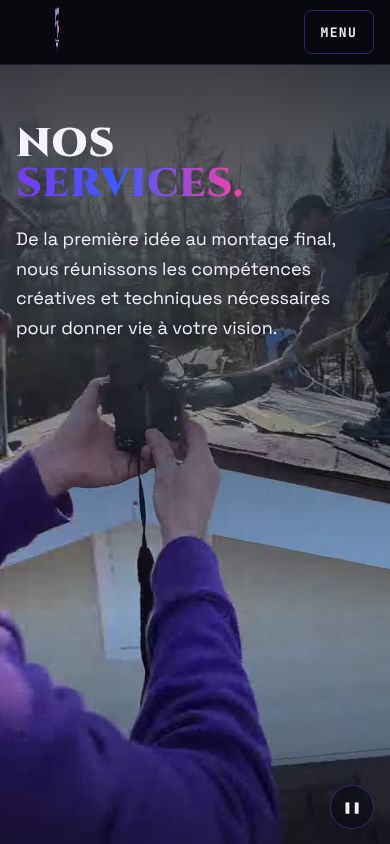 MENU
NOS
SERVICES.
De la première idée au montage final,
nous réunissons les compétences
créatives et techniques nécessaires
pour donner vie à votre vision.